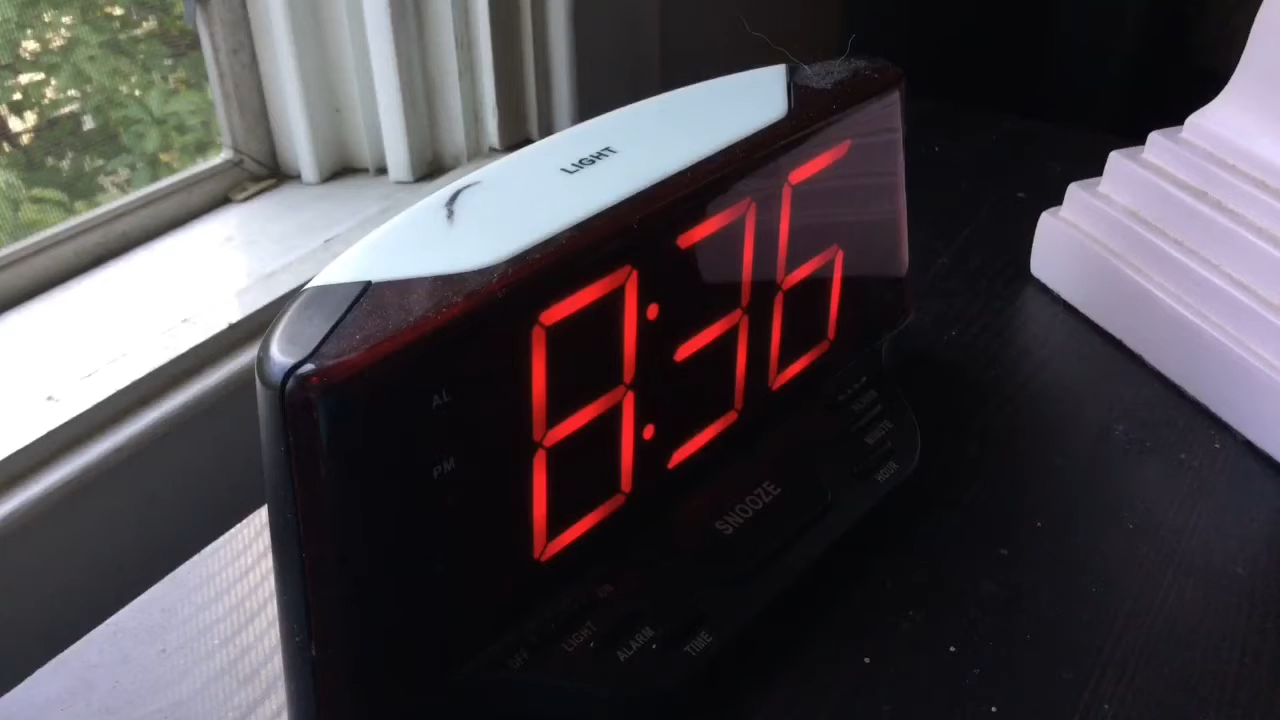 LIGHT
AL
8:36
PM
ALARM
MINUTE
HOUR
SNOOZE
ON
OFF
LIGHT
ALARM
TIME